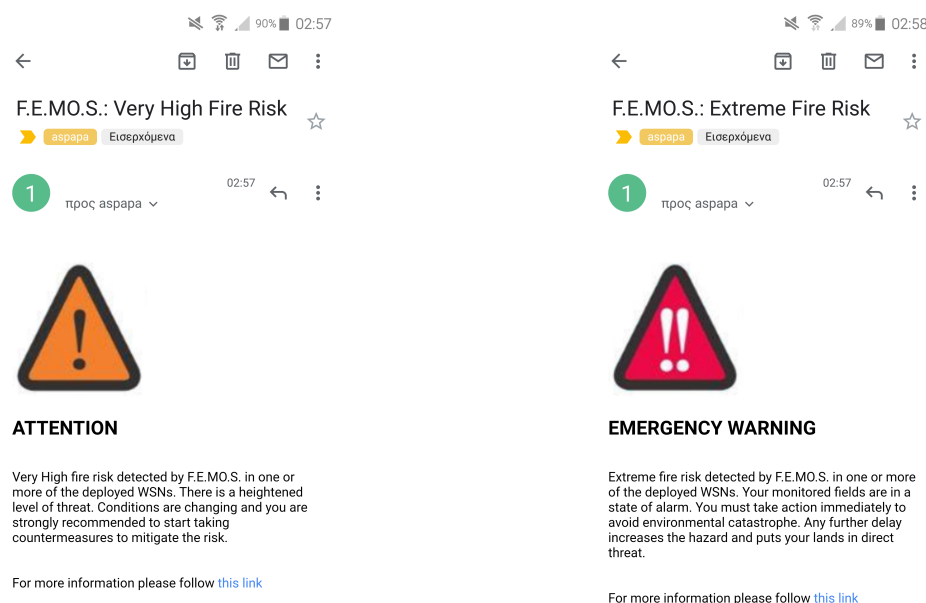 90% 02:57
F.E.MO.S.: Very High Fire Risk
aspapa Εισερχόμενα
1
02:57
προς aspapa
!
ATTENTION
Very High fire risk detected by F.E.MO.S. in one or
more of the deployed WSNs. There is a heightened
level of threat. Conditions are changing and you are
strongly recommended to start taking
countermeasures to mitigate the risk.
For more information please follow this link
89% 02:58
F.E.MO.S.: Extreme Fire Risk
aspapa Εισερχόμενα
1
02:57
προς aspapa
!!
EMERGENCY WARNING
Extreme fire risk detected by F.E.MO.S. in one or more
of the deployed WSNs. Your monitored fields are in a
state of alarm. You must take action immediately to
avoid environmental catastrophe. Any further delay
increases the hazard and puts your lands in direct
threat.
For more information please follow this link